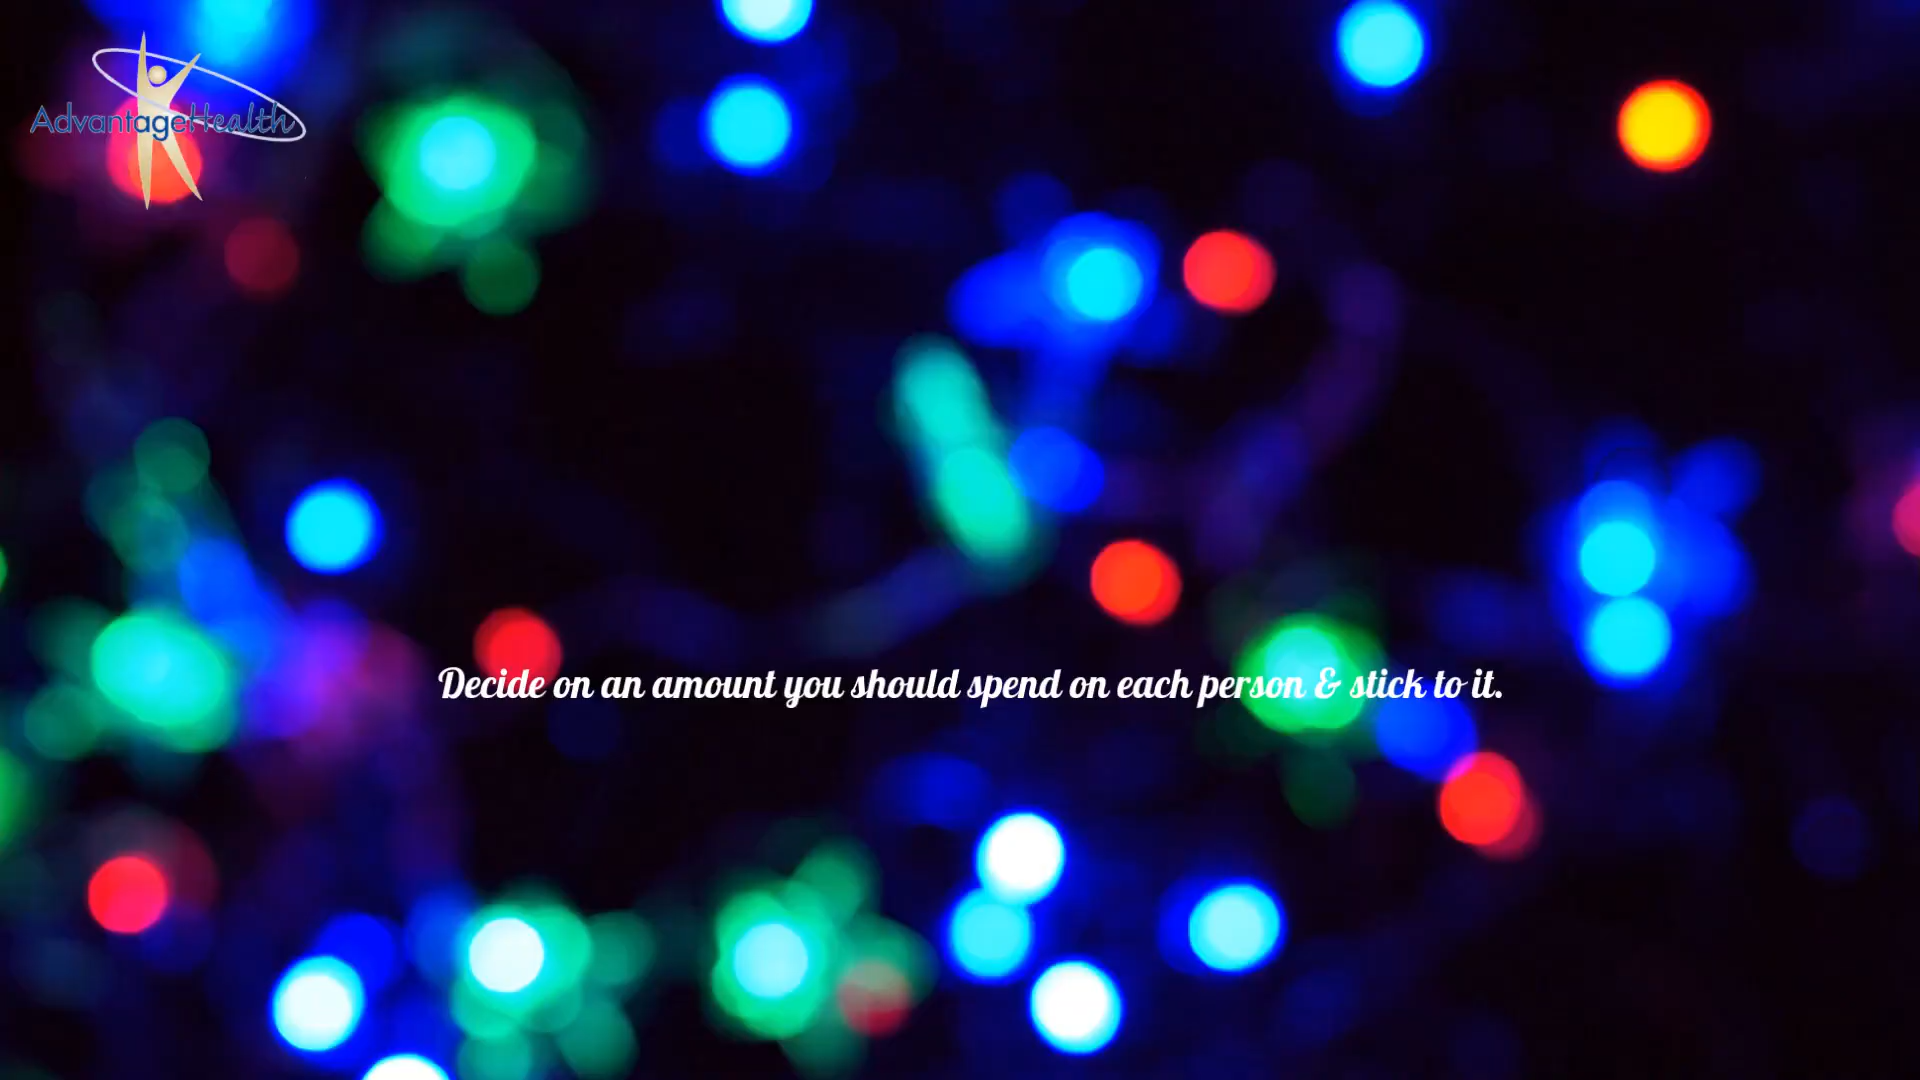 AdvantageHealth
Decide on an amount you should spend on each person & stick to it.